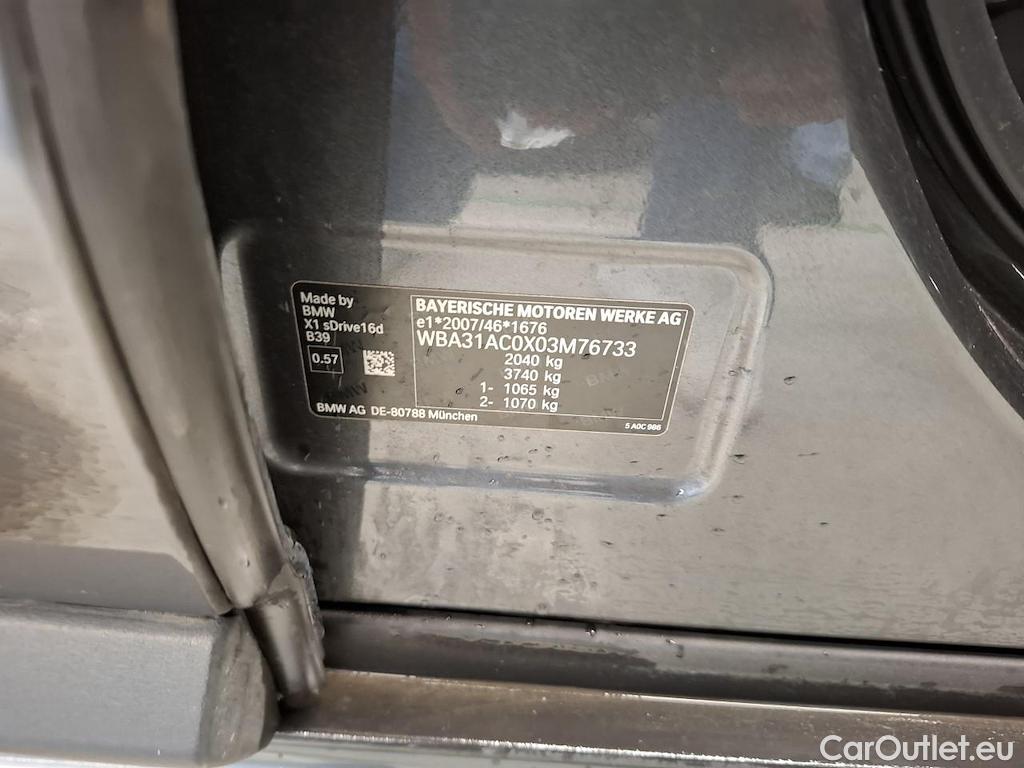 Made by
BMW
X1 sDrive16d
B39
0.57
BAYERISCHE MOTOREN WERKE AG
e1*2007/46*1676
WBA31AC0X03M76733
2040 kg
3740 kg
1- 1065 kg
2- 1070 kg
BMW AG DE-80788 München
5 A0C 986
CarOutlet.eu